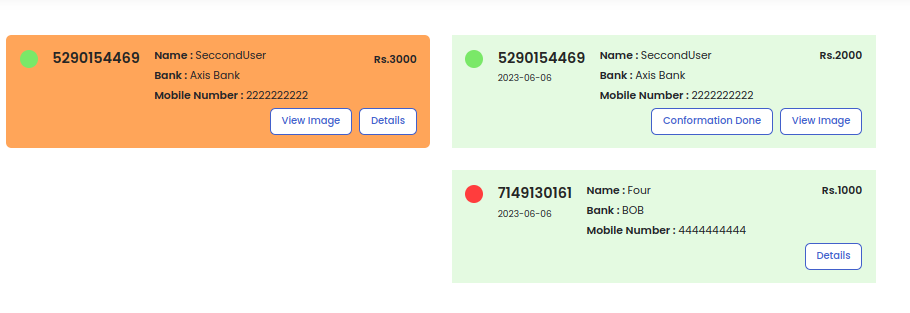 5290154469
Name : SeccondUser
Rs.3000
Bank : Axis Bank
Mobile Number : 2222222222
View Image
Details
5290154469
2023-06-06
Name : SeccondUser
Rs.2000
Bank : Axis Bank
Mobile Number : 2222222222
Conformation Done
View Image
7149130161
2023-06-06
Name : Four
Rs.1000
Bank : BOB
Mobile Number : 4444444444
Details